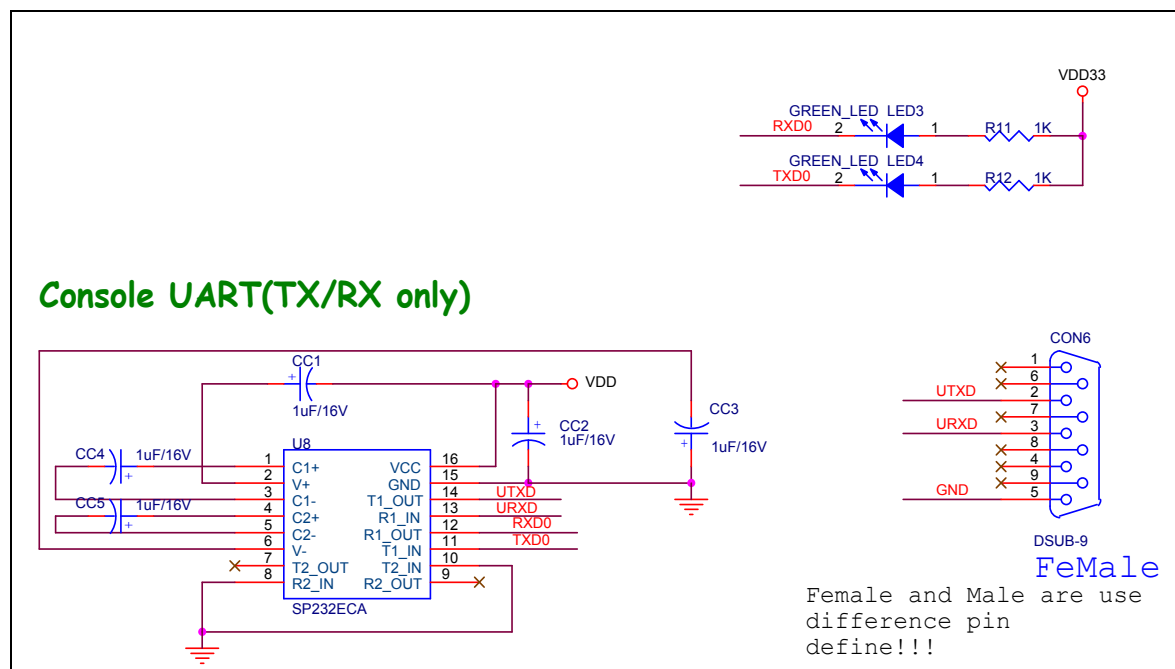 VDD33
GREEN_LED LED3
RXD0 2 1 R11 1K
GREEN_LED LED4
TXD0 2 1 R12 1K
Console UART(TX/RX only)
CC1
+
1uF/16V
VDD
+
CC2
1uF/16V
CC3
+
1uF/16V
CC4 1uF/16V
+
CC5 1uF/16V
+
U8
1 C1+ VCC 16
2 V+ GND 15
3 C1- T1_OUT 14 UTXD
4 C2+ R1_IN 13 URXD
5 C2- R1_OUT 12 RXD0
6 V- T1_IN 11 TXD0
7 T2_OUT T2_IN 10
8 R2_IN R2_OUT 9
SP232ECA
CON6
1
6
UTXD 2
7
URXD 3
8
4
9
GND 5
DSUB-9
FeMale
Female and Male are use
difference pin
define!!!